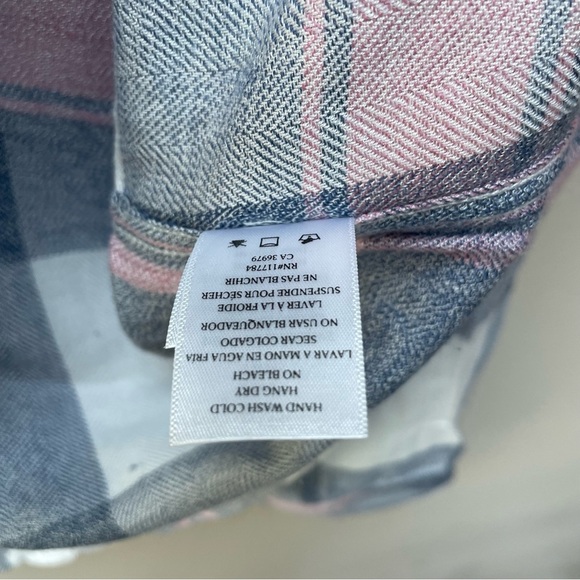 HAND WASH COLD
HANG DRY
NO BLEACH
LAVAR A MANO EN AGUA FRIA
SECAR COLGADO
NO USAR BLANQUEADOR
LAVER À LA FROIDE
SUSPENDRE POUR SÉCHER
NE PAS BLANCHIR
RN#117784
CA 36979